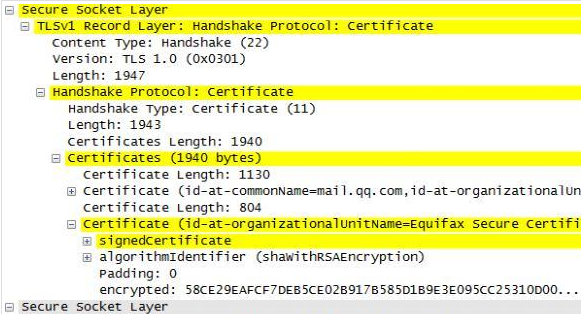 Secure Socket Layer
TLSv1 Record Layer: Handshake Protocol: Certificate
Content Type: Handshake (22)
Version: TLS 1.0 (0x0301)
Length: 1947
Handshake Protocol: Certificate
Handshake Type: Certificate (11)
Length: 1943
Certificates Length: 1940
Certificates (1940 bytes)
Certificate Length: 1130
Certificate (id-at-commonName=mail.qq.com,id-at-organizationalUn
Certificate Length: 804
Certificate (id-at-organizationalUnitName=Equifax Secure Certifi
signedCertificate
algorithmIdentifier (shaWithRSAEncryption)
Padding: 0
encrypted: 58CE29EAFCF7DEB5CE02B917B585D1B9E3E095CC25310D00...
Secure Socket Layer